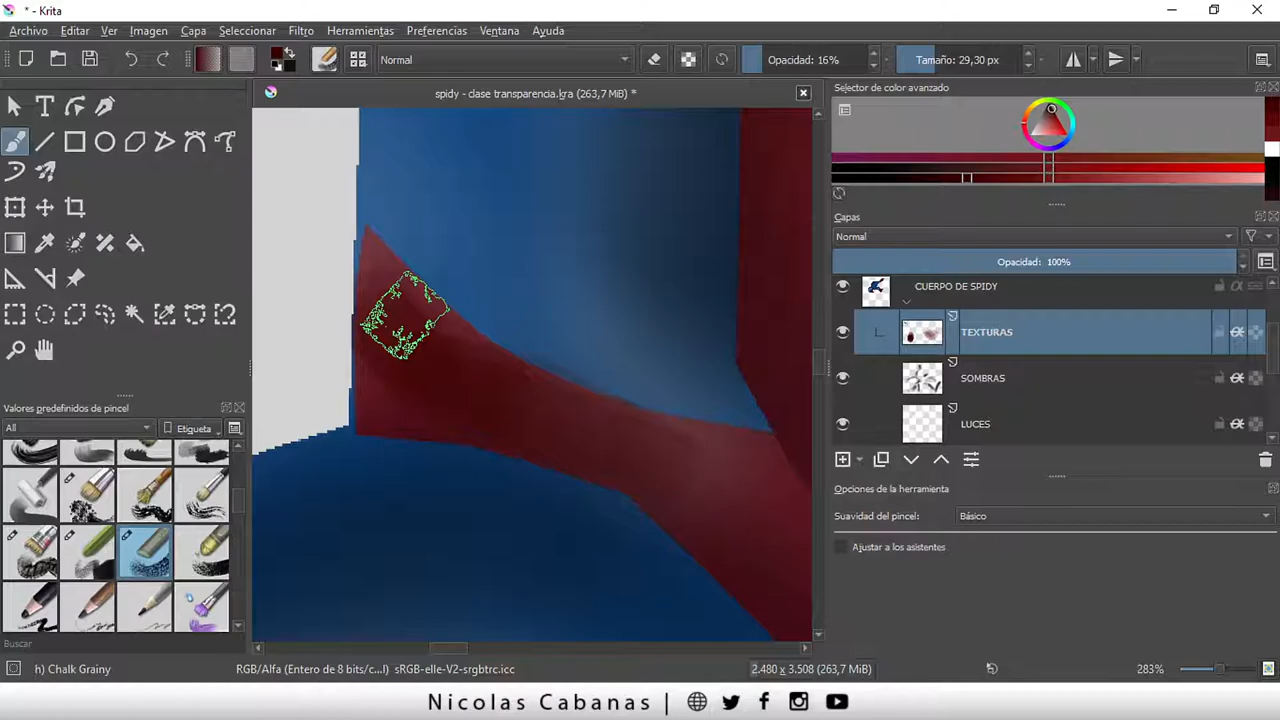 * - Krita
Archivo Editar Ver Imagen Capa Seleccionar Filtro Herramientas Preferencias Ventana Ayuda
Normal Opacidad: 16% Tamaño: 29,30 px
spidy - clase transparencia.kra (263,7 MiB) *
Selector de color avanzado
Capas
Normal
Opacidad: 100%
CUERPO DE SPIDY
TEXTURAS
SOMBRAS
LUCES
Opciones de la herramienta
Suavidad del pincel: Básico
Ajustar a los asistentes
Valores predefinidos de pincel
All Etiqueta
Buscar
h) Chalk Grainy RGB/Alfa (Entero de 8 bits/c...l) sRGB-elle-V2-srgbtrc.icc 2.480 x 3.508 (263,7 MiB) 283%
Nicolas Cabanas |